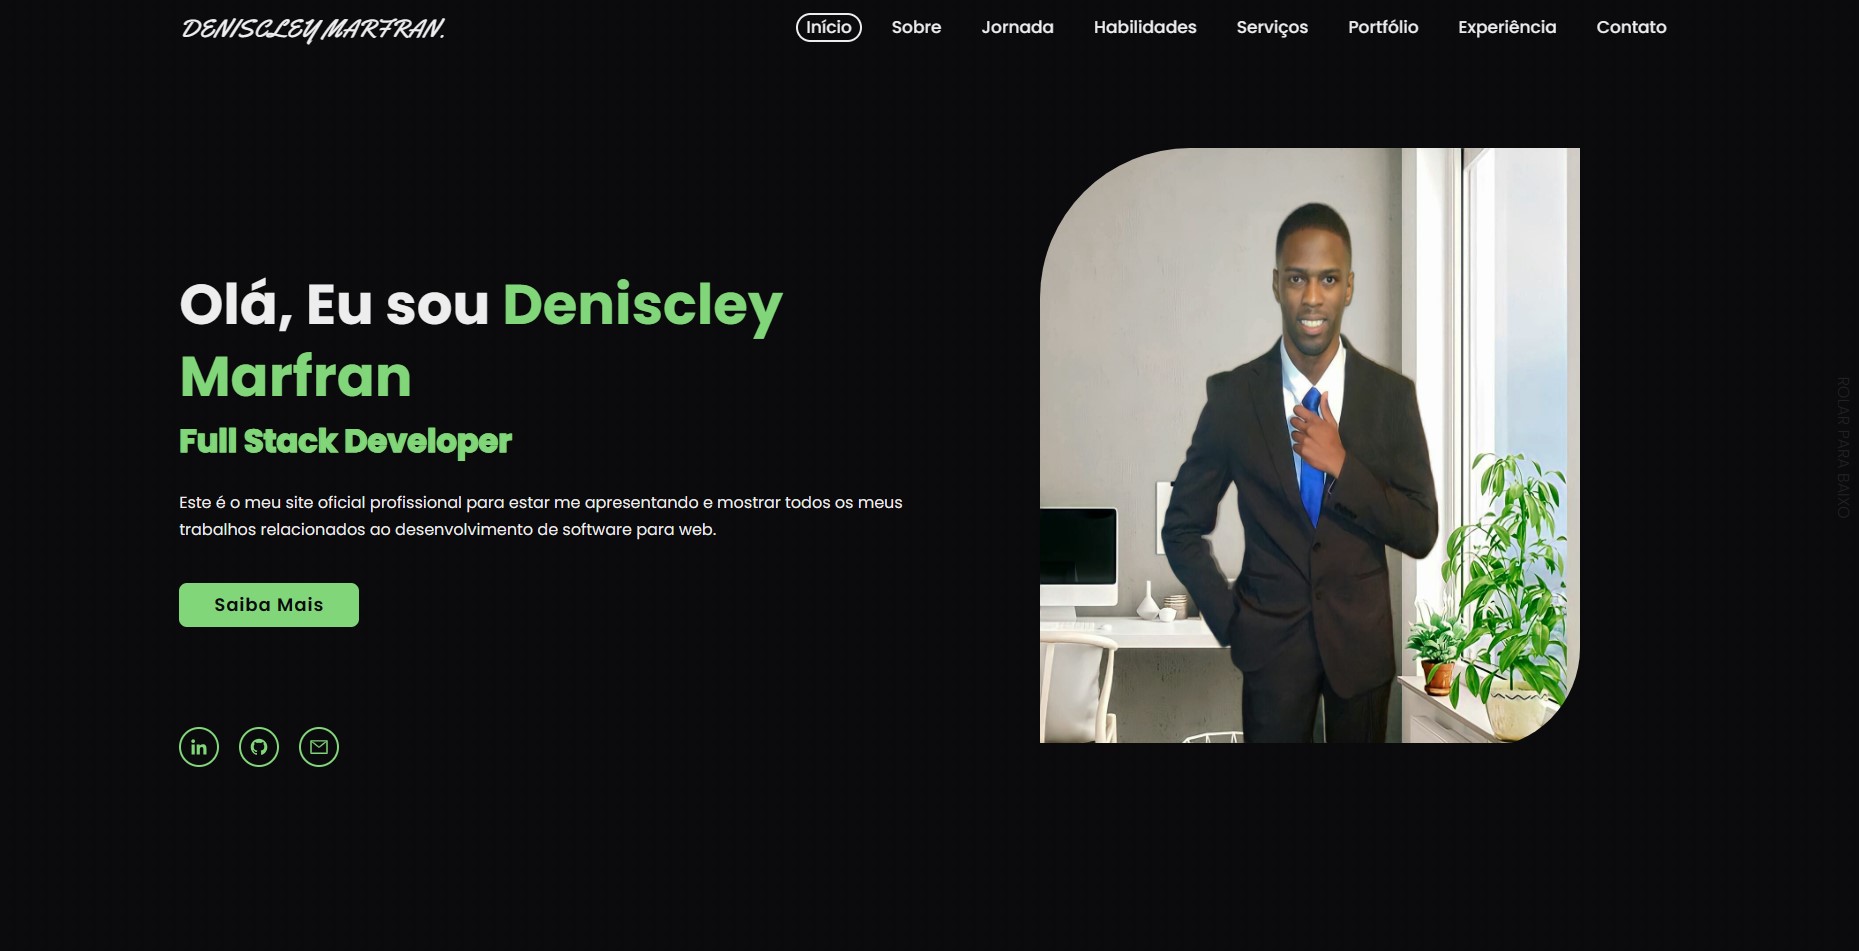 DENISCLEY MARFRAN.
Início Sobre Jornada Habilidades Serviços Portfólio Experiência Contato
Olá, Eu sou Deniscley
Marfran
Full Stack Developer
Este é o meu site oficial profissional para estar me apresentando e mostrar todos os meus
trabalhos relacionados ao desenvolvimento de software para web.
Saiba Mais
in
ROLAR PARA BAIXO